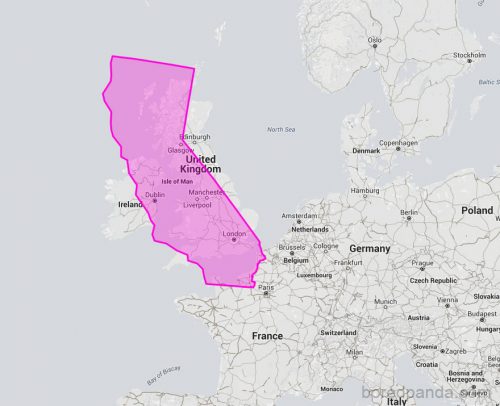 Oslo
Stockholm
Baltic S
North Sea
Edinburgh
Glasgow
United
Kingdom
Isle of Man
Denmark
Copenhagen
Dublin
Ireland
Manchester
Liverpool
Hamburg
London
Amsterdam
Netherlands
Berlin
Poland
Brussels
Belgium
Cologne
Germany
Frankfurt
Luxembourg
Prague
Czech Republic
Paris
Munich
Vienna
Slovakia
Austria
Budapest
Hungary
France
Switzerland
Slovenia
Zagreb
Croatia
Milan
Bay of Biscay
Monaco
Bosnia and
Herzegovina
Sarajevo
Italy
boredpanda.com